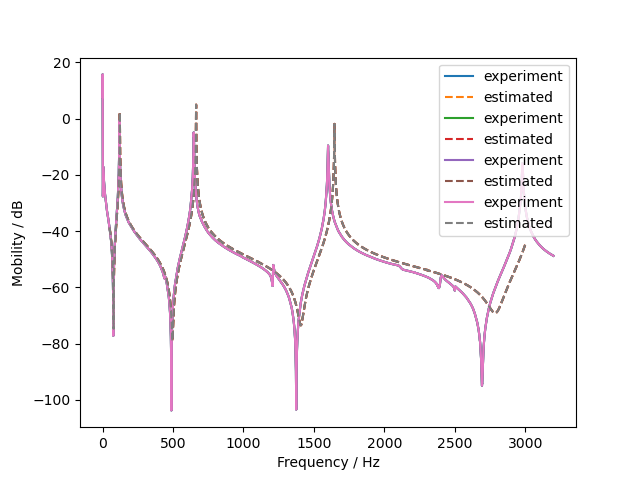 20
0
−20
−40
−60
−80
−100
Mobility / dB
experiment
estimated
experiment
estimated
experiment
estimated
experiment
estimated
0
500
1000
1500
2000
2500
3000
Frequency / Hz